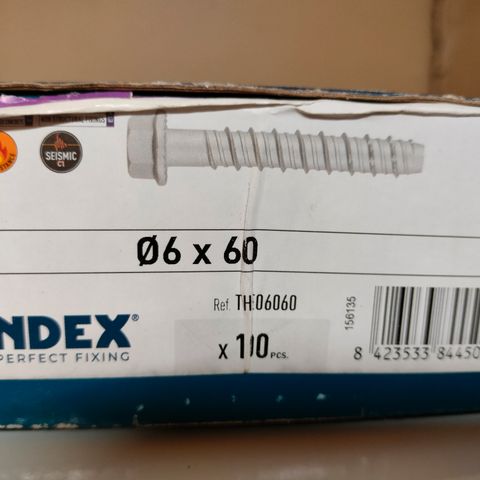 SEISMIC
C1
Ø6 x 60
Ref. TH06060
x 100 PCS.
NDEX®
PERFECT FIXING
156135
8 423533 84450